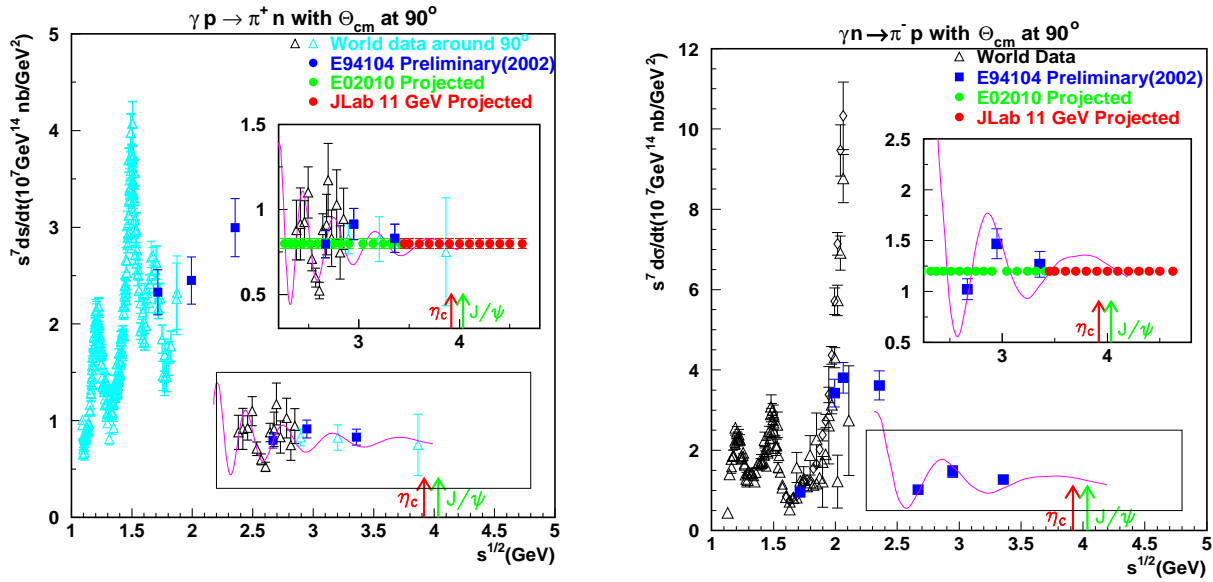 γ p → π⁺ n with Θcm at 90°
World data around 90°
E94104 Preliminary(2002)
E02010 Projected
JLab 11 GeV Projected
s⁷ds/dt(10⁷GeV¹⁴ nb/GeV²)
5
4
3
2
1
0
1.5
1
0.5
3
4
ηc
J/ψ
ηc
J/ψ
1
1.5
2
2.5
3
3.5
4
4.5
5
s^1/2(GeV)
γn→π⁻p with Θcm at 90°
World Data
E94104 Preliminary(2002)
E02010 Projected
JLab 11 GeV Projected
s⁷ dσ/dt(10⁷GeV¹⁴ nb/GeV²)
12
10
8
6
4
2
0
2.5
2
1.5
1
0.5
3
4
ηc
J/ψ
ηc
J/ψ
1
1.5
2
2.5
3
3.5
4
4.5
5
s^1/2(GeV)